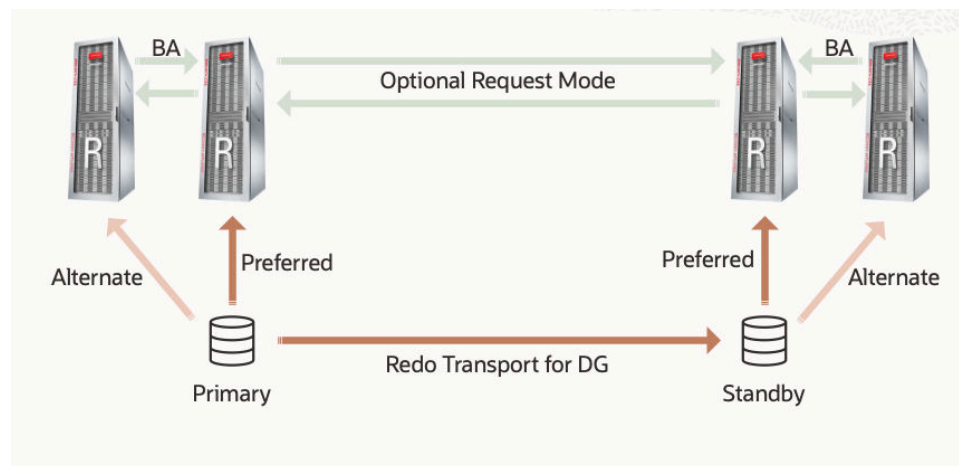 BA
BA
Optional Request Mode
R
R
R
R
Alternate
Preferred
Preferred
Alternate
Redo Transport for DG
Primary
Standby